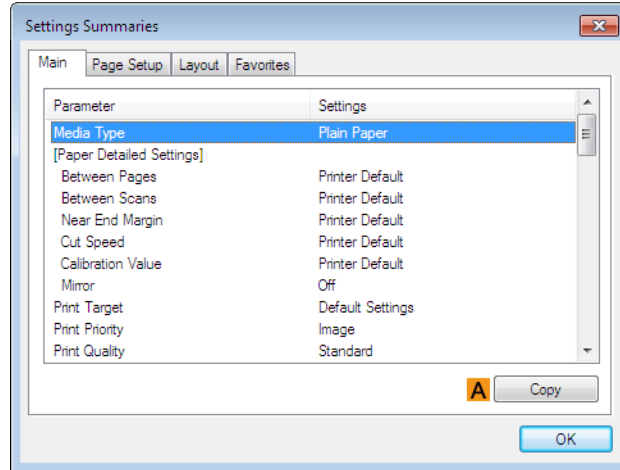 Settings Summaries
Main Page Setup Layout Favorites
Parameter Settings
Media Type Plain Paper
[Paper Detailed Settings]
Between Pages Printer Default
Between Scans Printer Default
Near End Margin Printer Default
Cut Speed Printer Default
Calibration Value Printer Default
Mirror Off
Print Target Default Settings
Print Priority Image
Print Quality Standard
A Copy
OK